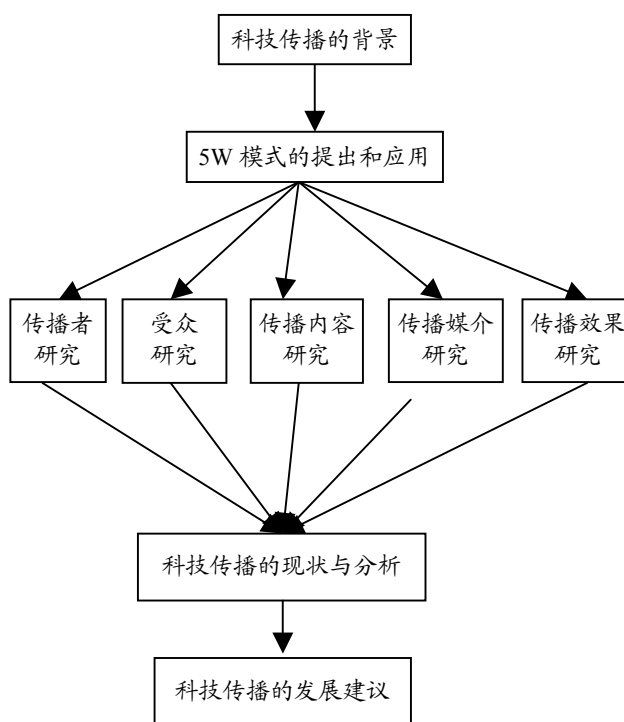 科技传播的背景
5W 模式的提出和应用
传播者
研究
受众
研究
传播内容
研究
传播媒介
研究
传播效果
研究
科技传播的现状与分析
科技传播的发展建议